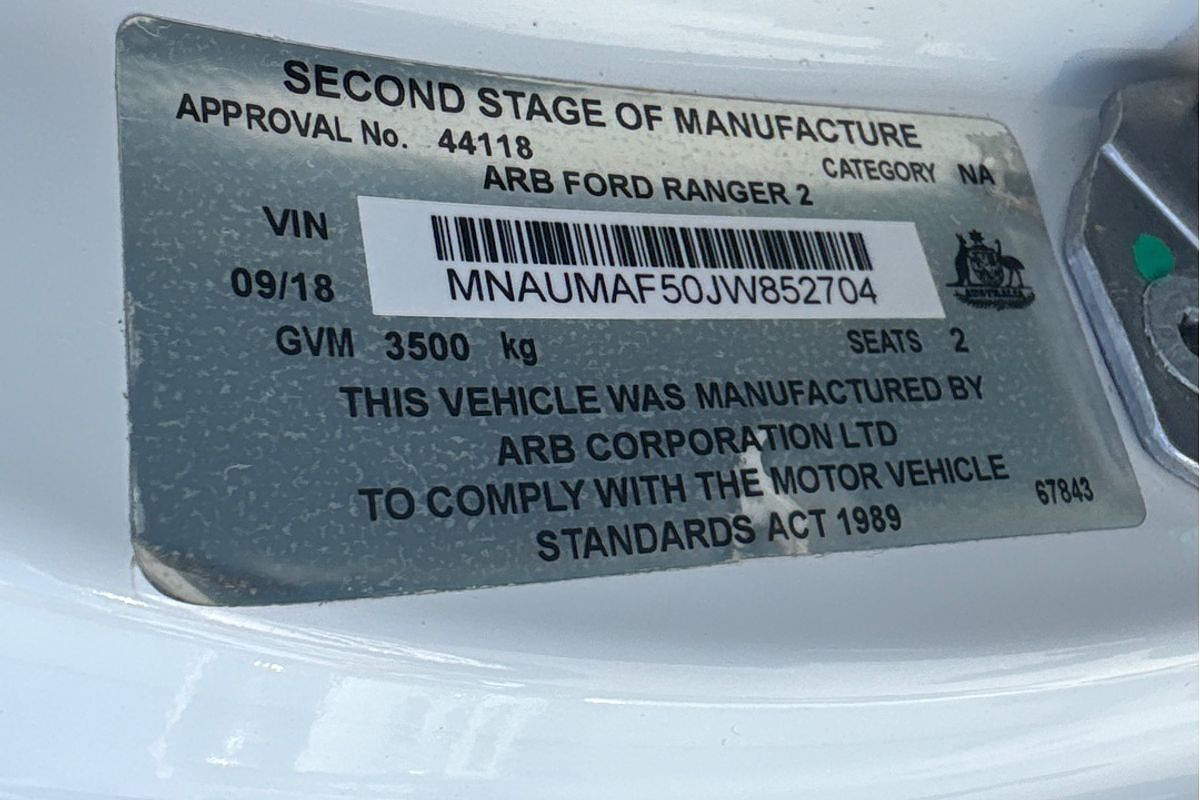 SECOND STAGE OF MANUFACTURE
APPROVAL No. 44118 CATEGORY NA
ARB FORD RANGER 2
VIN
MNAUMAF50JW852704
09/18
AUSTRALIA
GVM 3500 kg SEATS 2
THIS VEHICLE WAS MANUFACTURED BY
ARB CORPORATION LTD
TO COMPLY WITH THE MOTOR VEHICLE
STANDARDS ACT 1989
67843